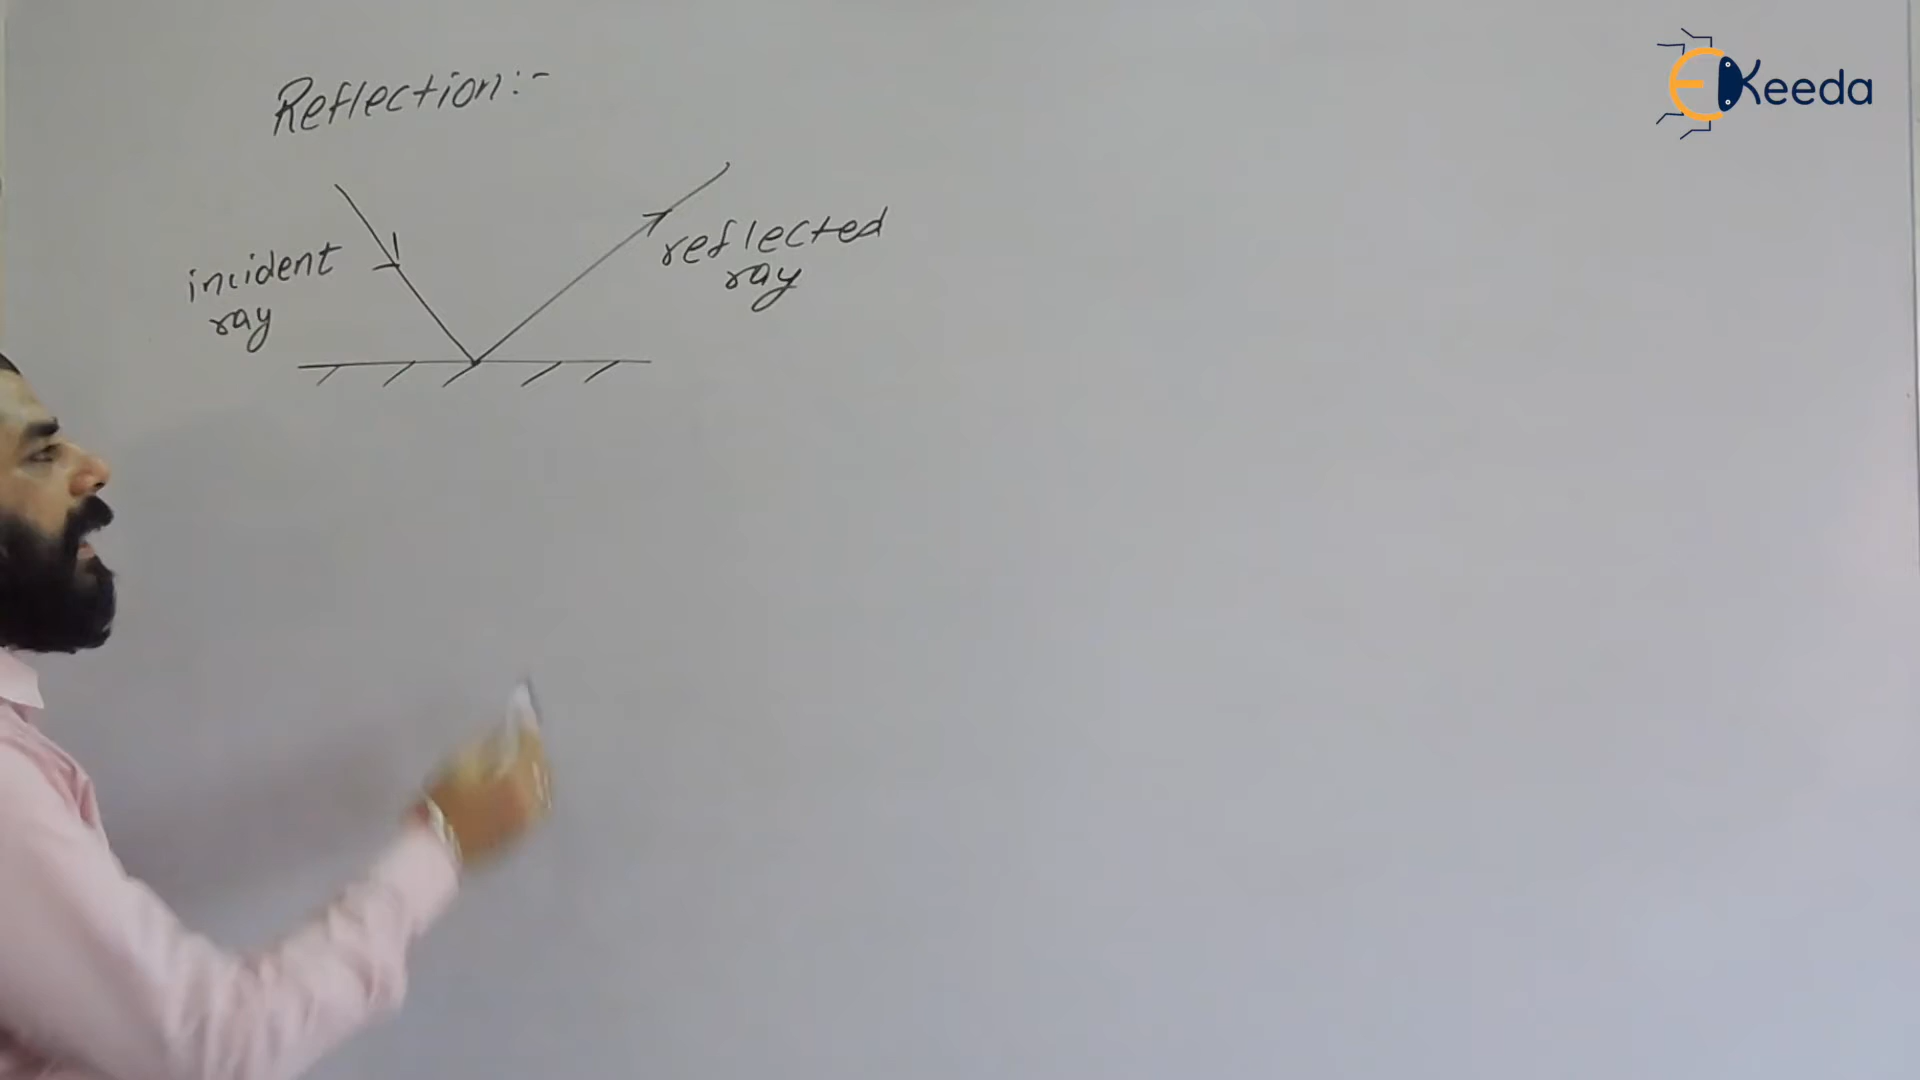 Reflection:-
incident
ray
reflected
ray
EKeeda